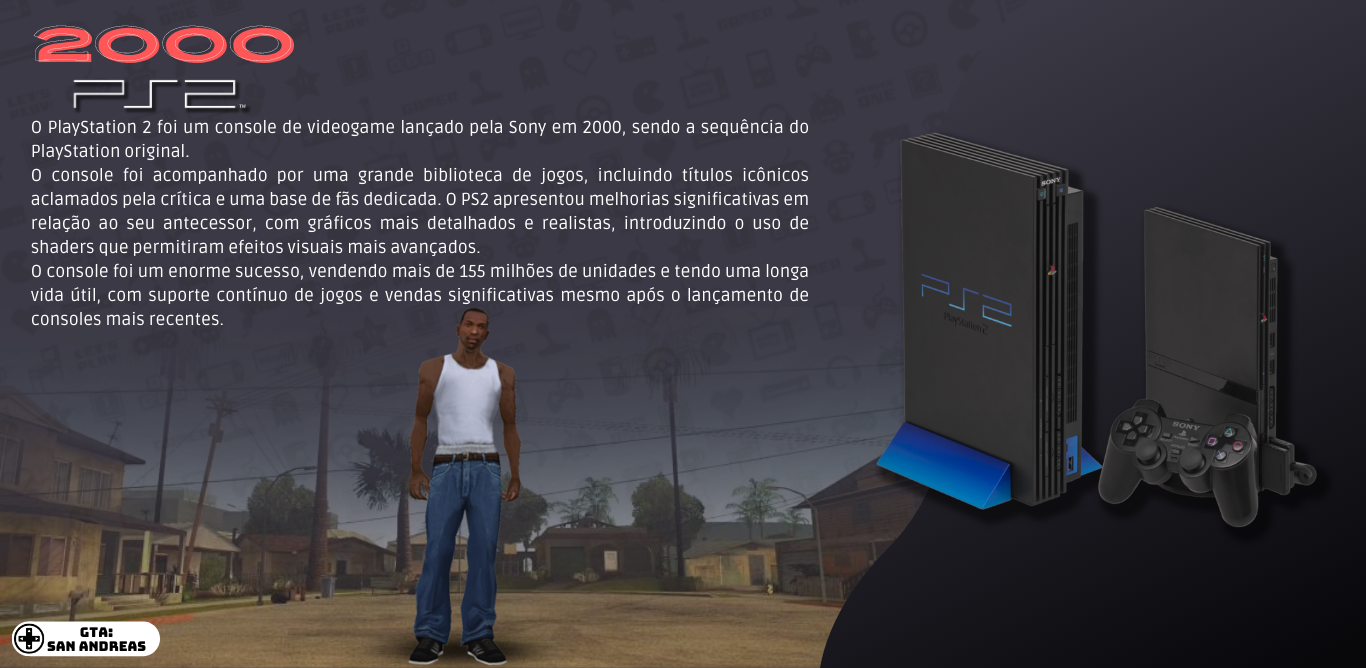 2000
PS2™
O PlayStation 2 foi um console de videogame lançado pela Sony em 2000, sendo a sequência do
PlayStation original.
O console foi acompanhado por uma grande biblioteca de jogos, incluindo títulos icônicos
aclamados pela crítica e uma base de fãs dedicada. O PS2 apresentou melhorias significativas em
relação ao seu antecessor, com gráficos mais detalhados e realistas, introduzindo o uso de
shaders que permitiram efeitos visuais mais avançados.
O console foi um enorme sucesso, vendendo mais de 155 milhões de unidades e tendo uma longa
vida útil, com suporte contínuo de jogos e vendas significativas mesmo após o lançamento de
consoles mais recentes.
SONY
PS2
PlayStation 2
SONY
GTA:
SAN ANDREAS